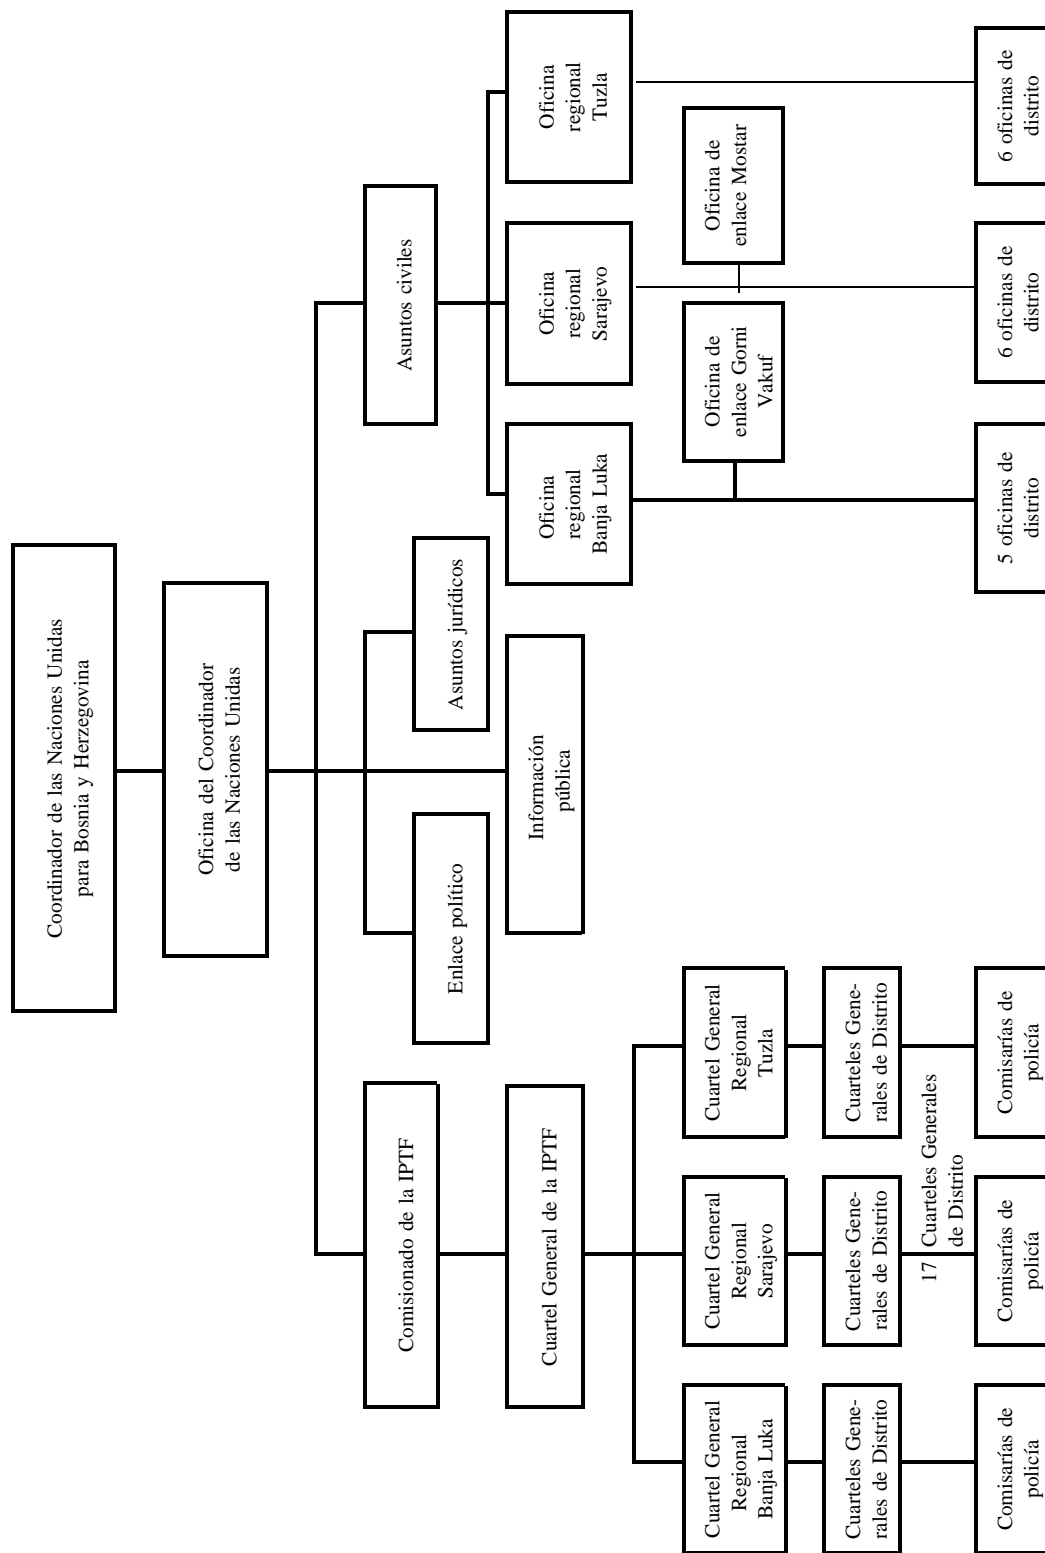 Coordinador de las Naciones Unidas
para Bosnia y Herzegovina
Oficina del Coordinador
de las Naciones Unidas
Comisionado de la IPTF
Enlace político
Asuntos jurídicos
Asuntos civiles
Cuartel General de la IPTF
Información
pública
Oficina
regional
Banja Luka
Oficina
regional
Sarajevo
Oficina
regional
Tuzla
Cuartel General
Regional
Banja Luka
Cuartel General
Regional
Sarajevo
Cuartel General
Regional
Tuzla
Oficina de
enlace Gorni
Vakuf
Oficina de
enlace Mostar
Cuarteles Gene-
rales de Distrito
Cuarteles Gene-
rales de Distrito
Cuarteles Gene-
rales de Distrito
17 Cuarteles Generales
de Distrito
Comisarías de
policía
Comisarías de
policía
Comisarías de
policía
5 oficinas de
distrito
6 oficinas de
distrito
6 oficinas de
distrito